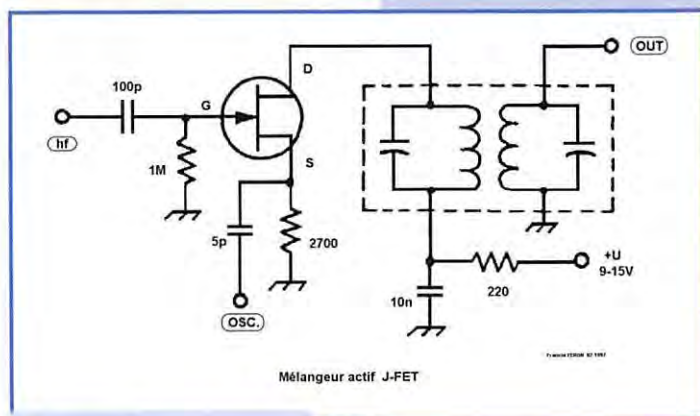 OUT
D
100p
G
hf
1M
S
5p
2700
OSC.
+U
9-15V
220
10n
Mélangeur actif J-FET